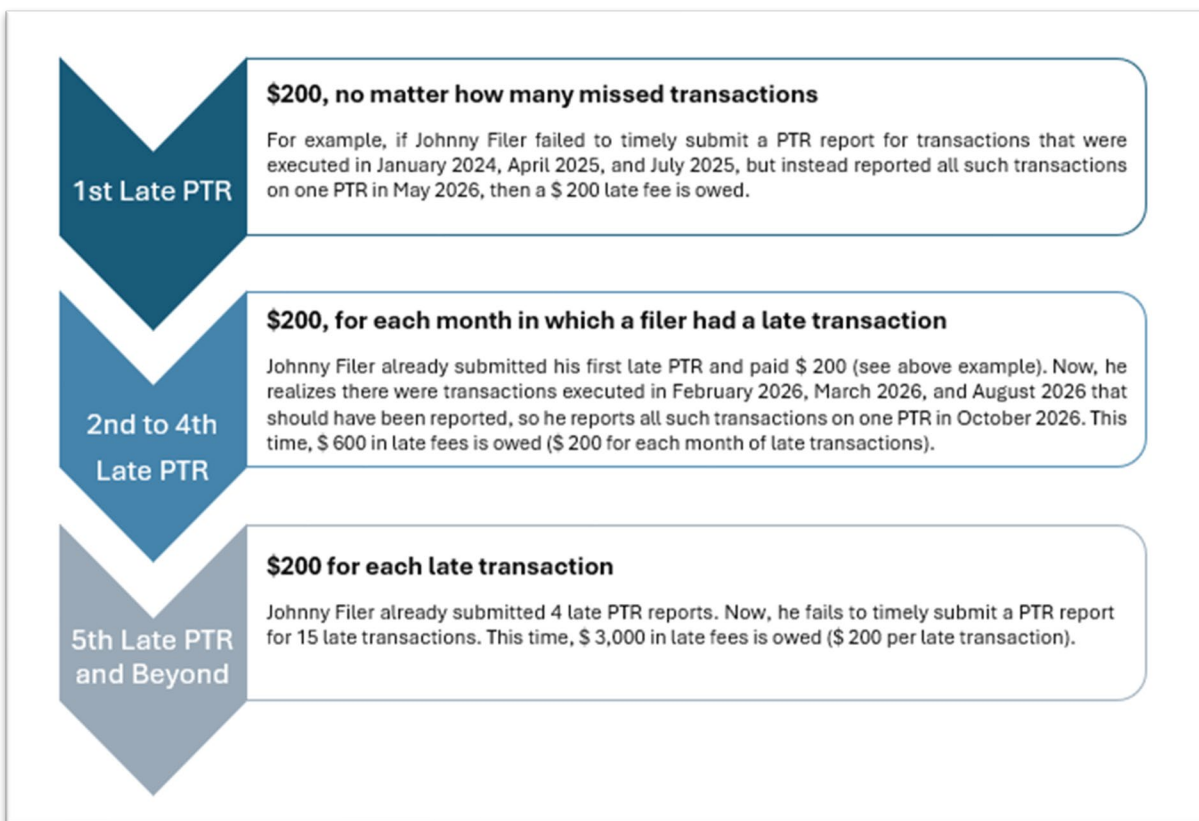 1st Late PTR
$200, no matter how many missed transactions
For example, if Johnny Filer failed to timely submit a PTR report for transactions that were
executed in January 2024, April 2025, and July 2025, but instead reported all such transactions
on one PTR in May 2026, then a $ 200 late fee is owed.
2nd to 4th
Late PTR
$200, for each month in which a filer had a late transaction
Johnny Filer already submitted his first late PTR and paid $ 200 (see above example). Now, he
realizes there were transactions executed in February 2026, March 2026, and August 2026 that
should have been reported, so he reports all such transactions on one PTR in October 2026. This
time, $ 600 in late fees is owed ($ 200 for each month of late transactions).
5th Late PTR
and Beyond
$200 for each late transaction
Johnny Filer already submitted 4 late PTR reports. Now, he fails to timely submit a PTR report
for 15 late transactions. This time, $ 3,000 in late fees is owed ($ 200 per late transaction).